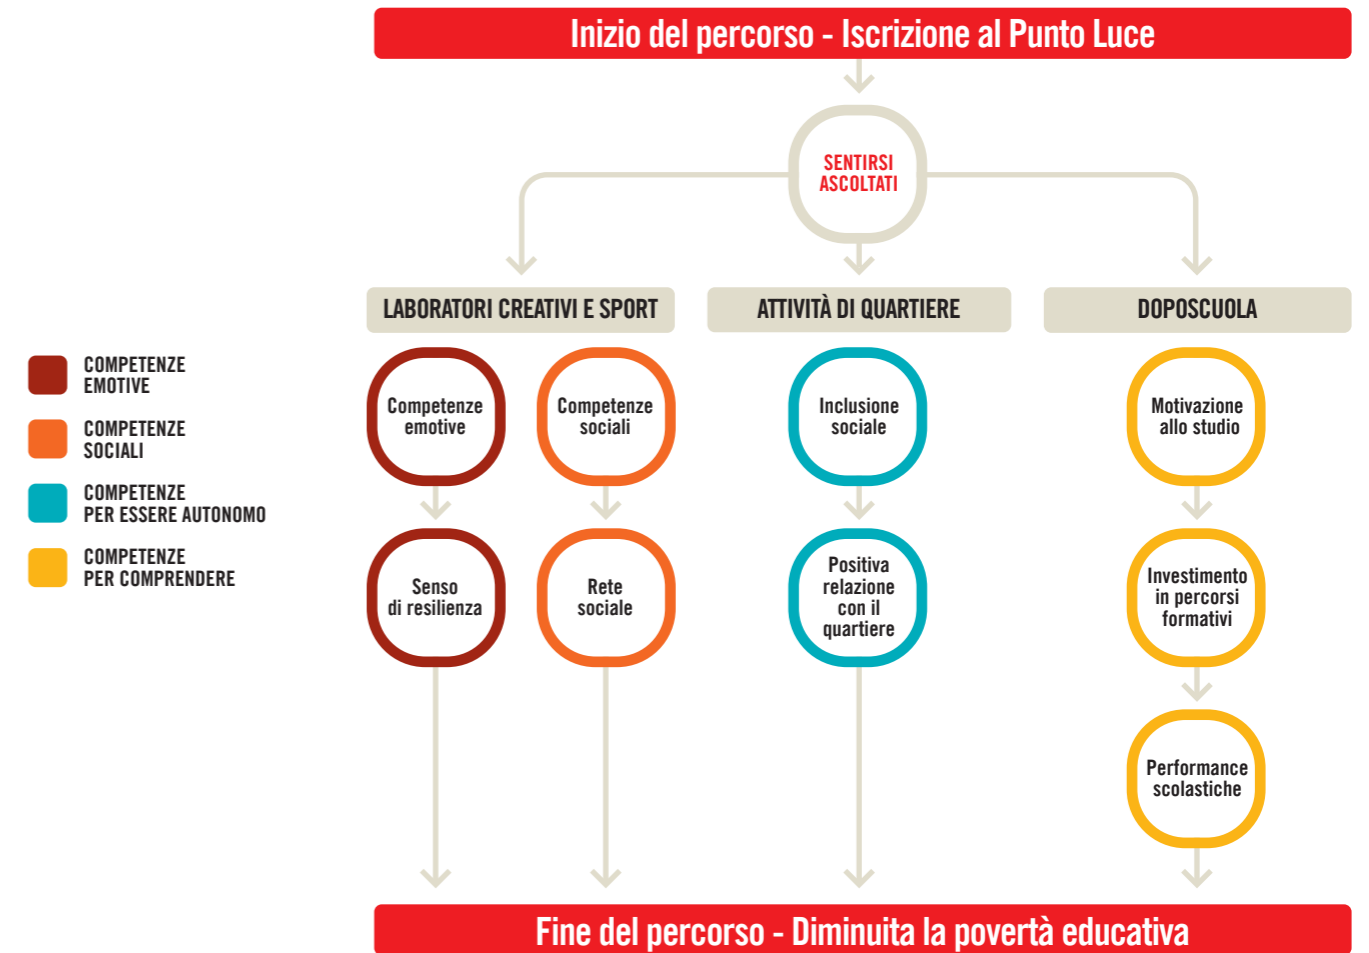 Inizio del percorso - Iscrizione al Punto Luce
SENTIRSI
ASCOLTATI
LABORATORI CREATIVI E SPORT
ATTIVITÀ DI QUARTIERE
DOPOSCUOLA
COMPETENZE
EMOTIVE
COMPETENZE
SOCIALI
COMPETENZE
PER ESSERE AUTONOMO
COMPETENZE
PER COMPRENDERE
Competenze
emotive
Competenze
sociali
Inclusione
sociale
Motivazione
allo studio
Senso
di resilienza
Rete
sociale
Positiva
relazione
con il
quartiere
Investimento
in percorsi
formativi
Performance
scolastiche
Fine del percorso - Diminuita la povertà educativa